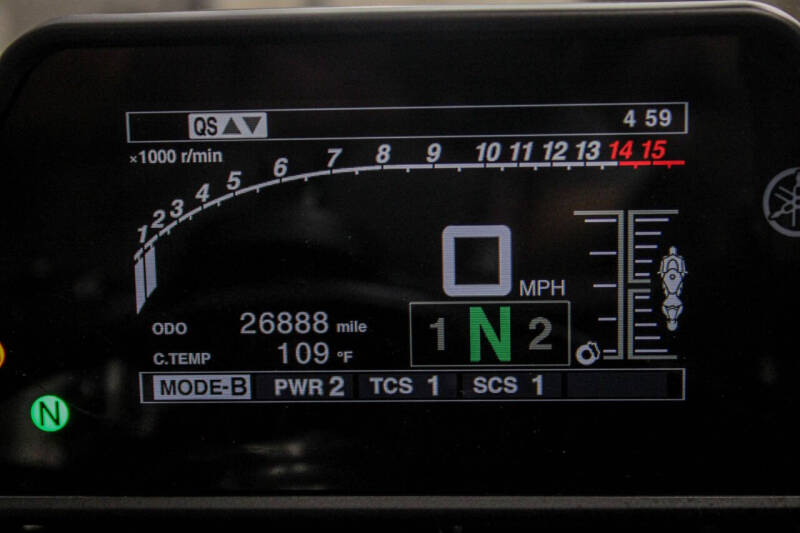 QS 4 59
×1000 r/min
1 2 3 4 5 6 7 8 9 10 11 12 13 14 15
0 MPH
ODO 26888 mile
1 N 2
C.TEMP 109 °F
MODE-B PWR 2 TCS 1 SCS 1
N